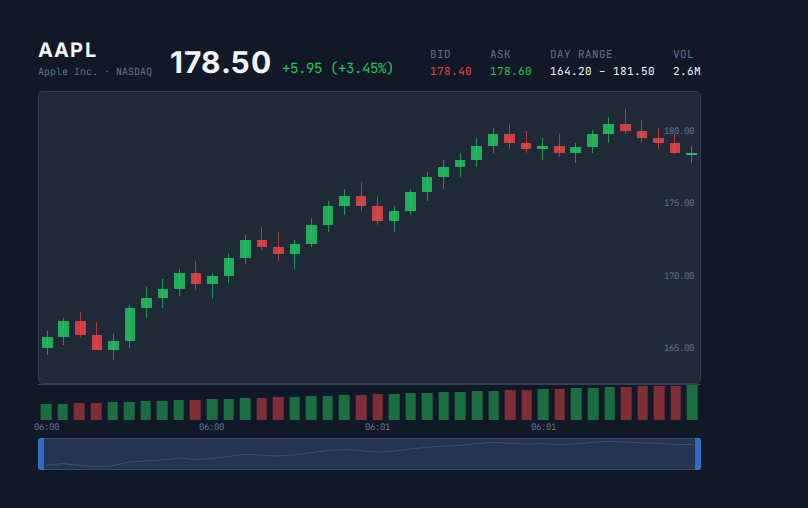 AAPL
Apple Inc. · NASDAQ
178.50
+5.95 (+3.45%)
BID
178.40
ASK
178.60
DAY RANGE
164.20 – 181.50
VOL
2.6M
180.00
175.00
170.00
165.00
06:00
06:00
06:01
06:01